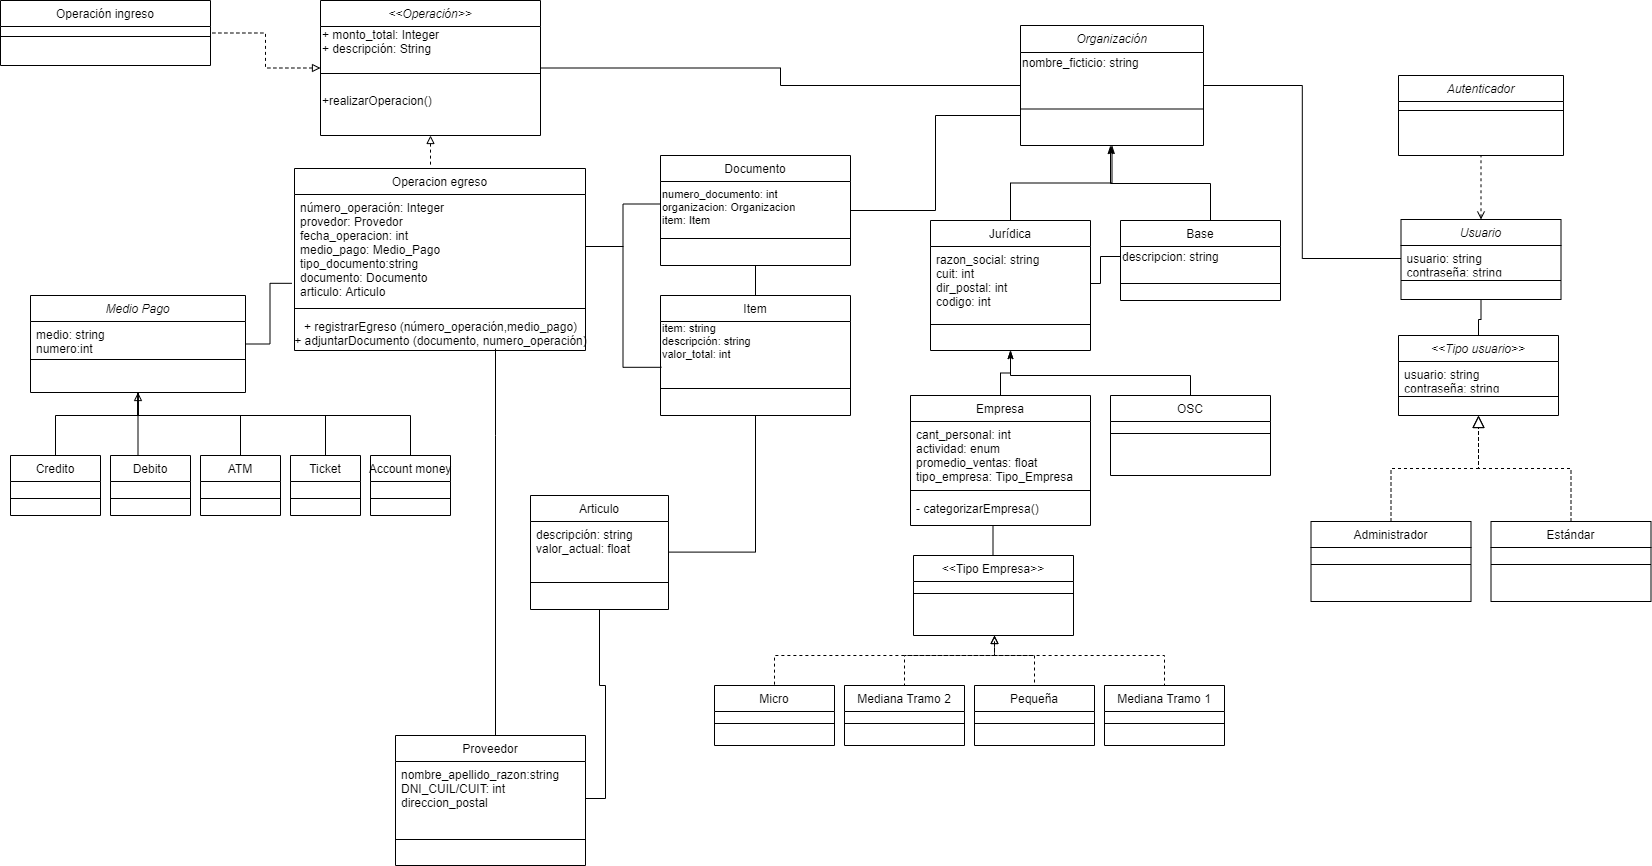 Operación ingreso
<<Operación>>
+ monto_total: Integer
+ descripción: String
+realizarOperacion()
Organización
nombre_ficticio: string
Autenticador
Operacion egreso
número_operación: Integer
provedor: Provedor
fecha_operacion: int
medio_pago: Medio_Pago
tipo_documento:string
documento: Documento
articulo: Articulo
+ registrarEgreso (número_operación,medio_pago)
+ adjuntarDocumento (documento, numero_operación)
Documento
numero_documento: int
organizacion: Organizacion
item: Item
Jurídica
razon_social: string
cuit: int
dir_postal: int
codigo: int
Base
descripcion: string
Usuario
usuario: string
contraseña: string
Medio Pago
medio: string
numero:int
Item
item: string
descripción: string
valor_total: int
<<Tipo usuario>>
usuario: string
contraseña: string
Empresa
cant_personal: int
actividad: enum
promedio_ventas: float
tipo_empresa: Tipo_Empresa
- categorizarEmpresa()
OSC
Credito
Debito
ATM
Ticket
Account money
Articulo
descripción: string
valor_actual: float
Administrador
Estándar
<<Tipo Empresa>>
Micro
Mediana Tramo 2
Pequeña
Mediana Tramo 1
Proveedor
nombre_apellido_razon:string
DNI_CUIL/CUIT: int
direccion_postal